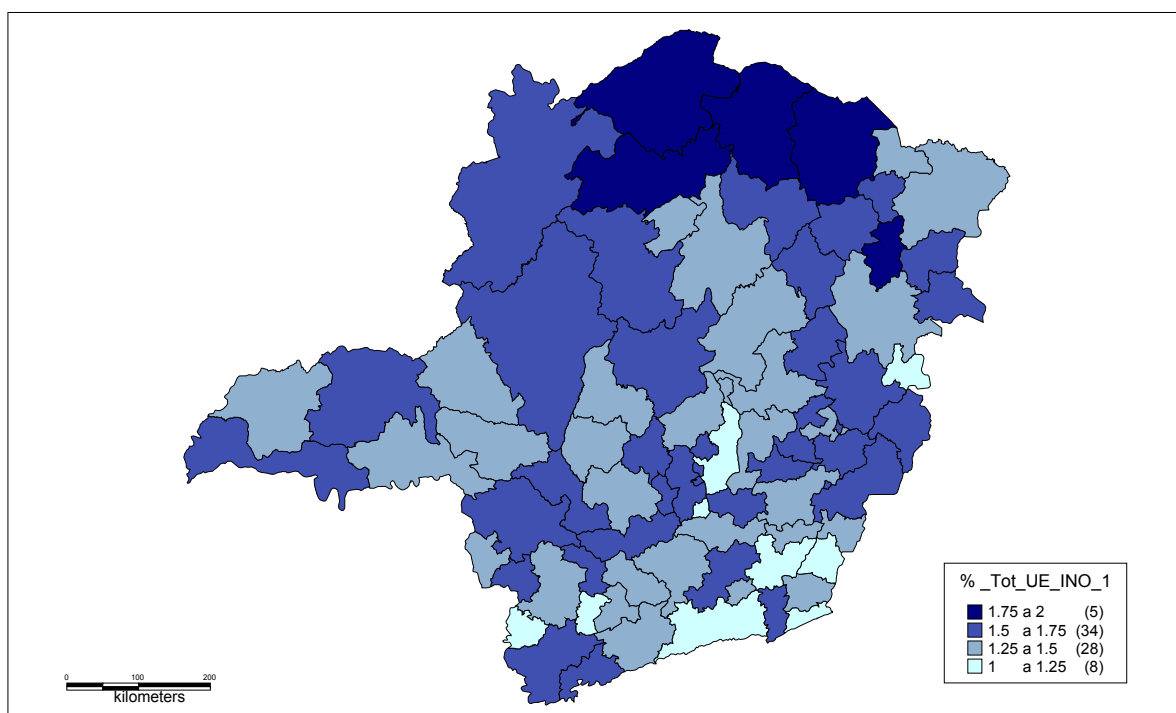 % _Tot_UE_INO_1
1.75 a 2 (5)
1.5 a 1.75 (34)
1.25 a 1.5 (28)
1 a 1.25 (8)
0 100 200
kilometers